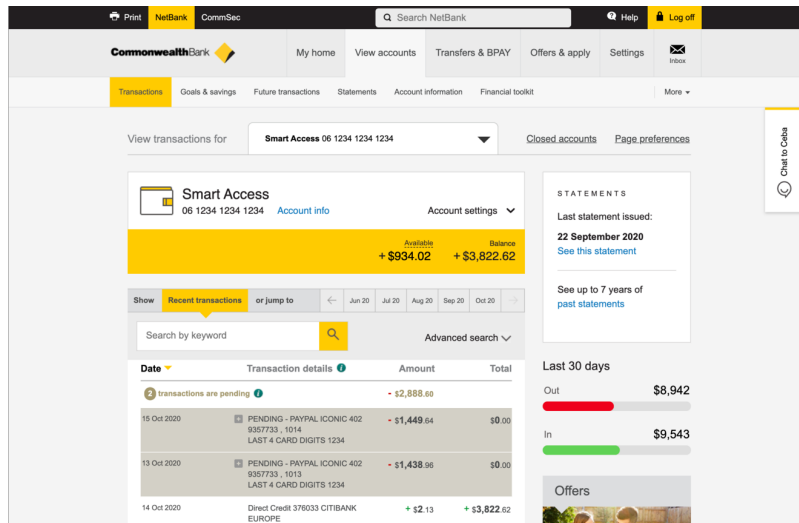 Print NetBank CommSec Search NetBank Help Log off
CommonwealthBank My home View accounts Transfers & BPAY Offers & apply Settings Inbox
Transactions Goals & savings Future transactions Statements Account information Financial toolkit More
Chat to Ceba
View transactions for Smart Access 06 1234 1234 1234 Closed accounts Page preferences
Smart Access
06 1234 1234 1234 Account info Account settings
Available Balance
+ $934.02 + $3,822.62
STATEMENTS
Last statement issued:
22 September 2020
See this statement
See up to 7 years of
past statements
Show Recent transactions or jump to Jun 20 Jul 20 Aug 20 Sep 20 Oct 20
Search by keyword Advanced search
Date Transaction details Amount Total
2 transactions are pending - $2,888.60
15 Oct 2020 PENDING - PAYPAL ICONIC 402 - $1,449.64 $0.00
9357733 , 1014
LAST 4 CARD DIGITS 1234
13 Oct 2020 PENDING - PAYPAL ICONIC 402 - $1,438.96 $0.00
9357733 , 1013
LAST 4 CARD DIGITS 1234
14 Oct 2020 Direct Credit 376033 CITIBANK + $2.13 + $3,822.62
EUROPE
Last 30 days
Out $8,942
In $9,543
Offers